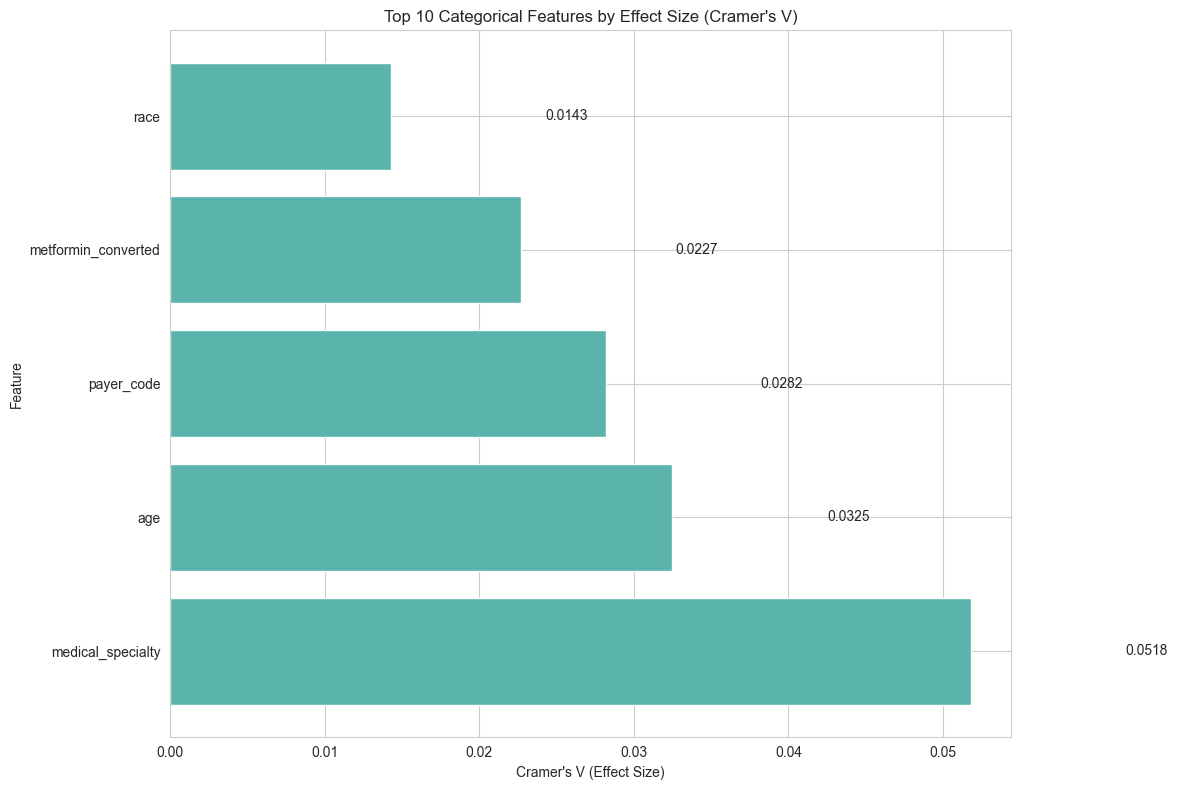 Top 10 Categorical Features by Effect Size (Cramer's V)
race
0.0143
metformin_converted
0.0227
payer_code
0.0282
Feature
age
0.0325
medical_specialty
0.0518
0.00 0.01 0.02 0.03 0.04 0.05
Cramer's V (Effect Size)